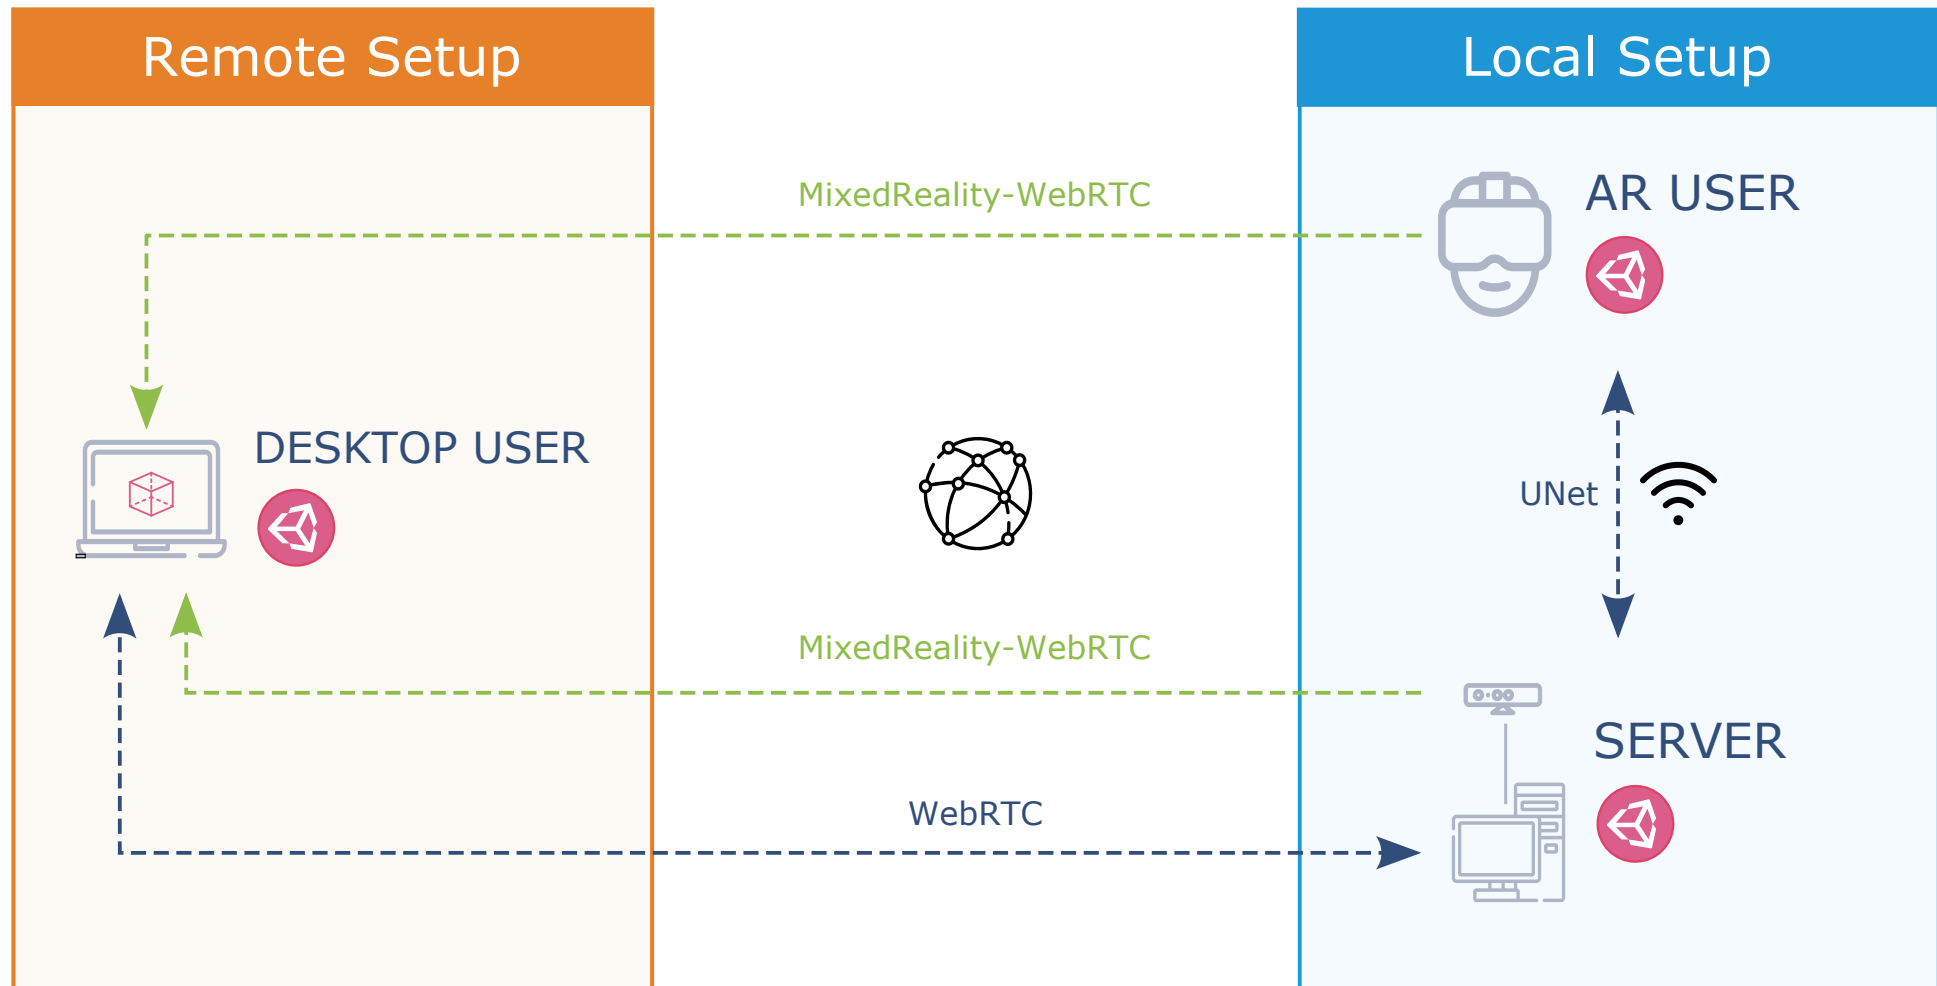 Remote Setup
Local Setup
MixedReality-WebRTC
AR USER
DESKTOP USER
UNet
MixedReality-WebRTC
SERVER
WebRTC